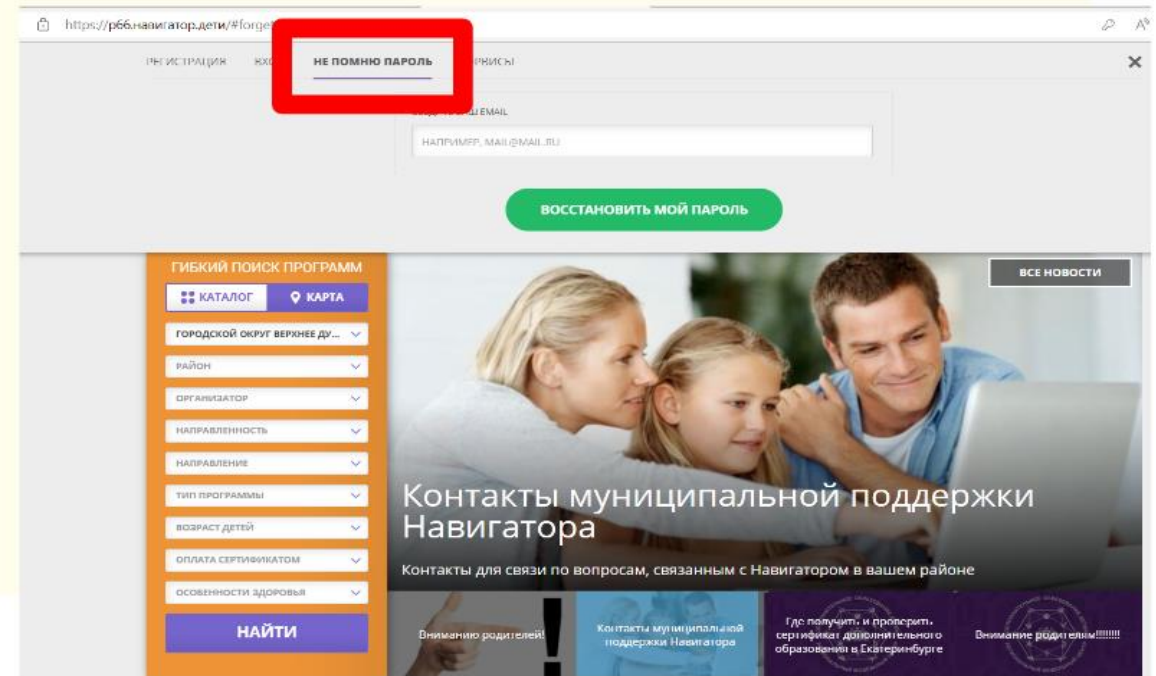 https://р66.навигатор.дети/#forget
РЕГИСТРАЦИЯ
НЕ ПОМНЮ ПАРОЛЬ
EMAIL
НАПРИМЕР, MAIL@MAIL.RU
ВОССТАНОВИТЬ МОЙ ПАРОЛЬ
ГИБКИЙ ПОИСК ПРОГРАММ
ВСЕ НОВОСТИ
КАТАЛОГ КАРТА
ГОРОДСКОЙ ОКРУГ ВЕРХНЕЕ ДУ...
РАЙОН
ОРГАНИЗАТОР
НАПРАВЛЕННОСТЬ
НАПРАВЛЕНИЕ
ТИП ПРОГРАММЫ
ВОЗРАСТ ДЕТЕЙ
ОПЛАТА СЕРТИФИКАТОМ
ОСОБЕННОСТИ ЗДОРОВЬЯ
НАЙТИ
Контакты муниципальной поддержки
Навигатора
Контакты для связи по вопросам, связанным с Навигатором в вашем районе
Вниманию родителей!
Контакты муниципальной
поддержки Навигатора
Где получить и проверить
сертификат дополнительного
образования в Екатеринбурге
Внимание родителям!!!!!!!!